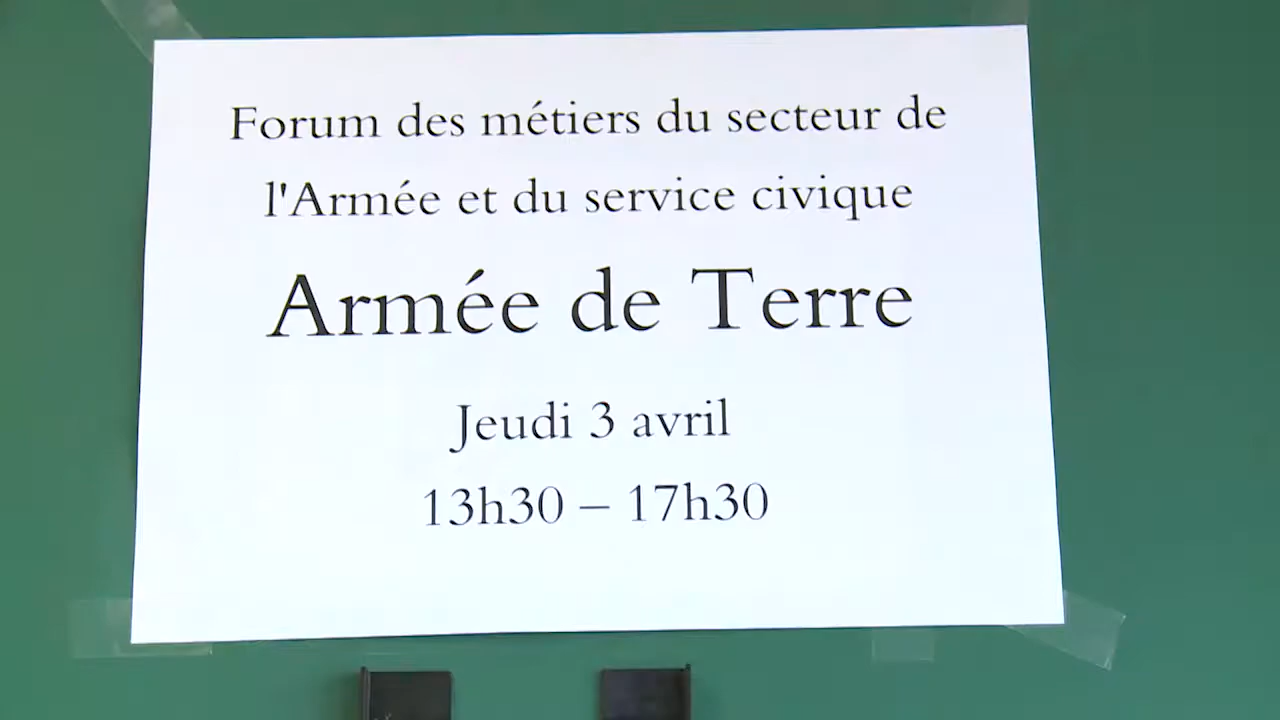 Forum des métiers du secteur de
l'Armée et du service civique
Armée de Terre
Jeudi 3 avril
13h30 – 17h30